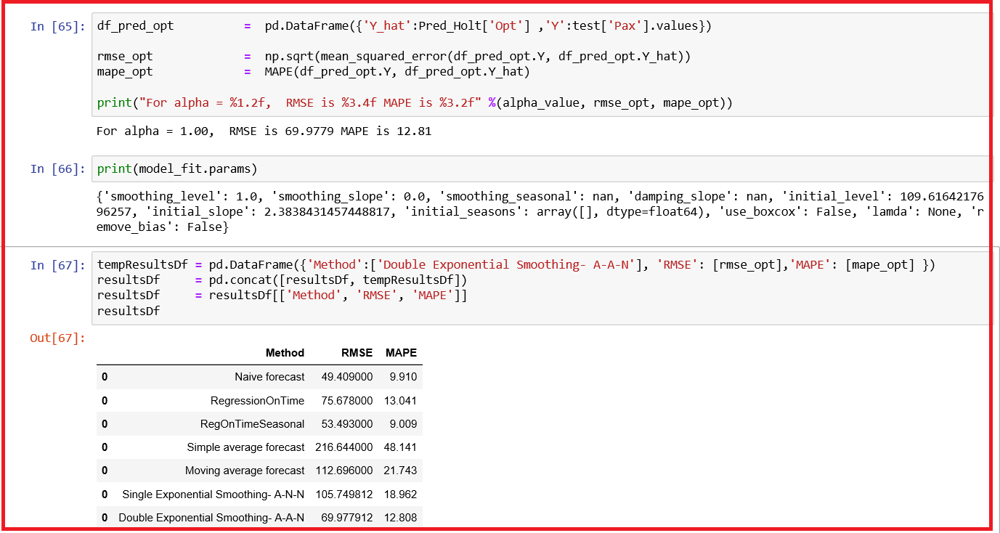 In [65]: df_pred_opt = pd.DataFrame({'Y_hat':Pred_Holt['Opt'] ,'Y':test['Pax'].values})
rmse_opt = np.sqrt(mean_squared_error(df_pred_opt.Y, df_pred_opt.Y_hat))
mape_opt = MAPE(df_pred_opt.Y, df_pred_opt.Y_hat)
print("For alpha = %1.2f,  RMSE is %3.4f MAPE is %3.2f" %(alpha_value, rmse_opt, mape_opt))
For alpha = 1.00,  RMSE is 69.9779 MAPE is 12.81
In [66]: print(model_fit.params)
{'smoothing_level': 1.0, 'smoothing_slope': 0.0, 'smoothing_seasonal': nan, 'damping_slope': nan, 'initial_level': 109.61642176
96257, 'initial_slope': 2.3838431457448817, 'initial_seasons': array([], dtype=float64), 'use_boxcox': False, 'lamda': None, 'r
emove_bias': False}
In [67]: tempResultsDf = pd.DataFrame({'Method':['Double Exponential Smoothing- A-A-N'], 'RMSE': [rmse_opt],'MAPE': [mape_opt] })
resultsDf = pd.concat([resultsDf, tempResultsDf])
resultsDf = resultsDf[['Method', 'RMSE', 'MAPE']]
resultsDf
Out[67]:
Method RMSE MAPE
0 Naive forecast 49.409000 9.910
0 RegressionOnTime 75.678000 13.041
0 RegOnTimeSeasonal 53.493000 9.009
0 Simple average forecast 216.644000 48.141
0 Moving average forecast 112.696000 21.743
0 Single Exponential Smoothing- A-N-N 105.749812 18.962
0 Double Exponential Smoothing- A-A-N 69.977912 12.808